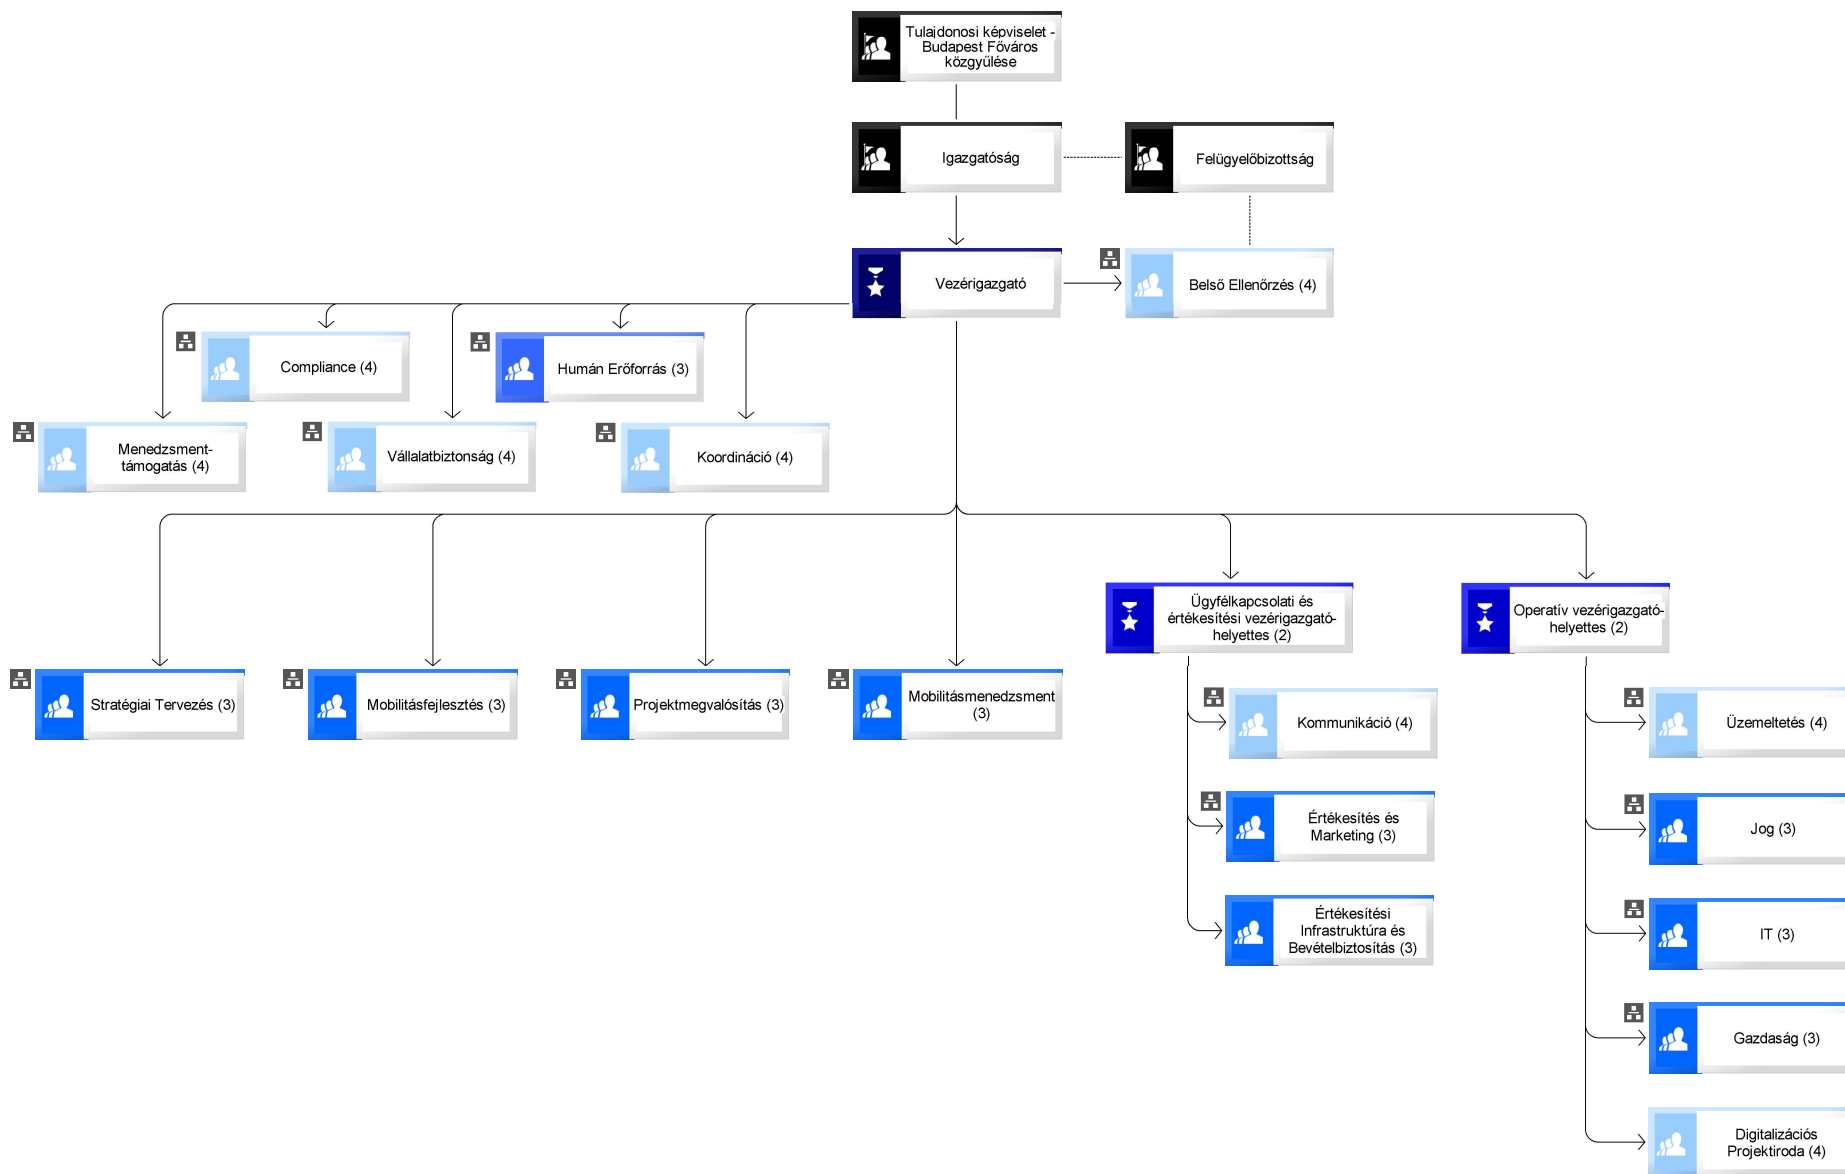 Tulajdonosi képviselet -
Budapest Főváros
közgyűlése
Igazgatóság
Felügyelőbizottság
Vezérigazgató
Belső Ellenőrzés (4)
Compliance (4)
Humán Erőforrás (3)
Menedzsment-
támogatás (4)
Vállalatbiztonság (4)
Koordináció (4)
Ügyfélkapcsolati és
értékesítési vezérigazgató-
helyettes (2)
Operatív vezérigazgató-
helyettes (2)
Stratégiai Tervezés (3)
Mobilitásfejlesztés (3)
Projektmegvalósítás (3)
Mobilitásmenedzsment
(3)
Kommunikáció (4)
Értékesítés és
Marketing (3)
Értékesítési
Infrastruktúra és
Bevételbiztosítás (3)
Üzemeltetés (4)
Jog (3)
IT (3)
Gazdaság (3)
Digitalizációs
Projektiroda (4)